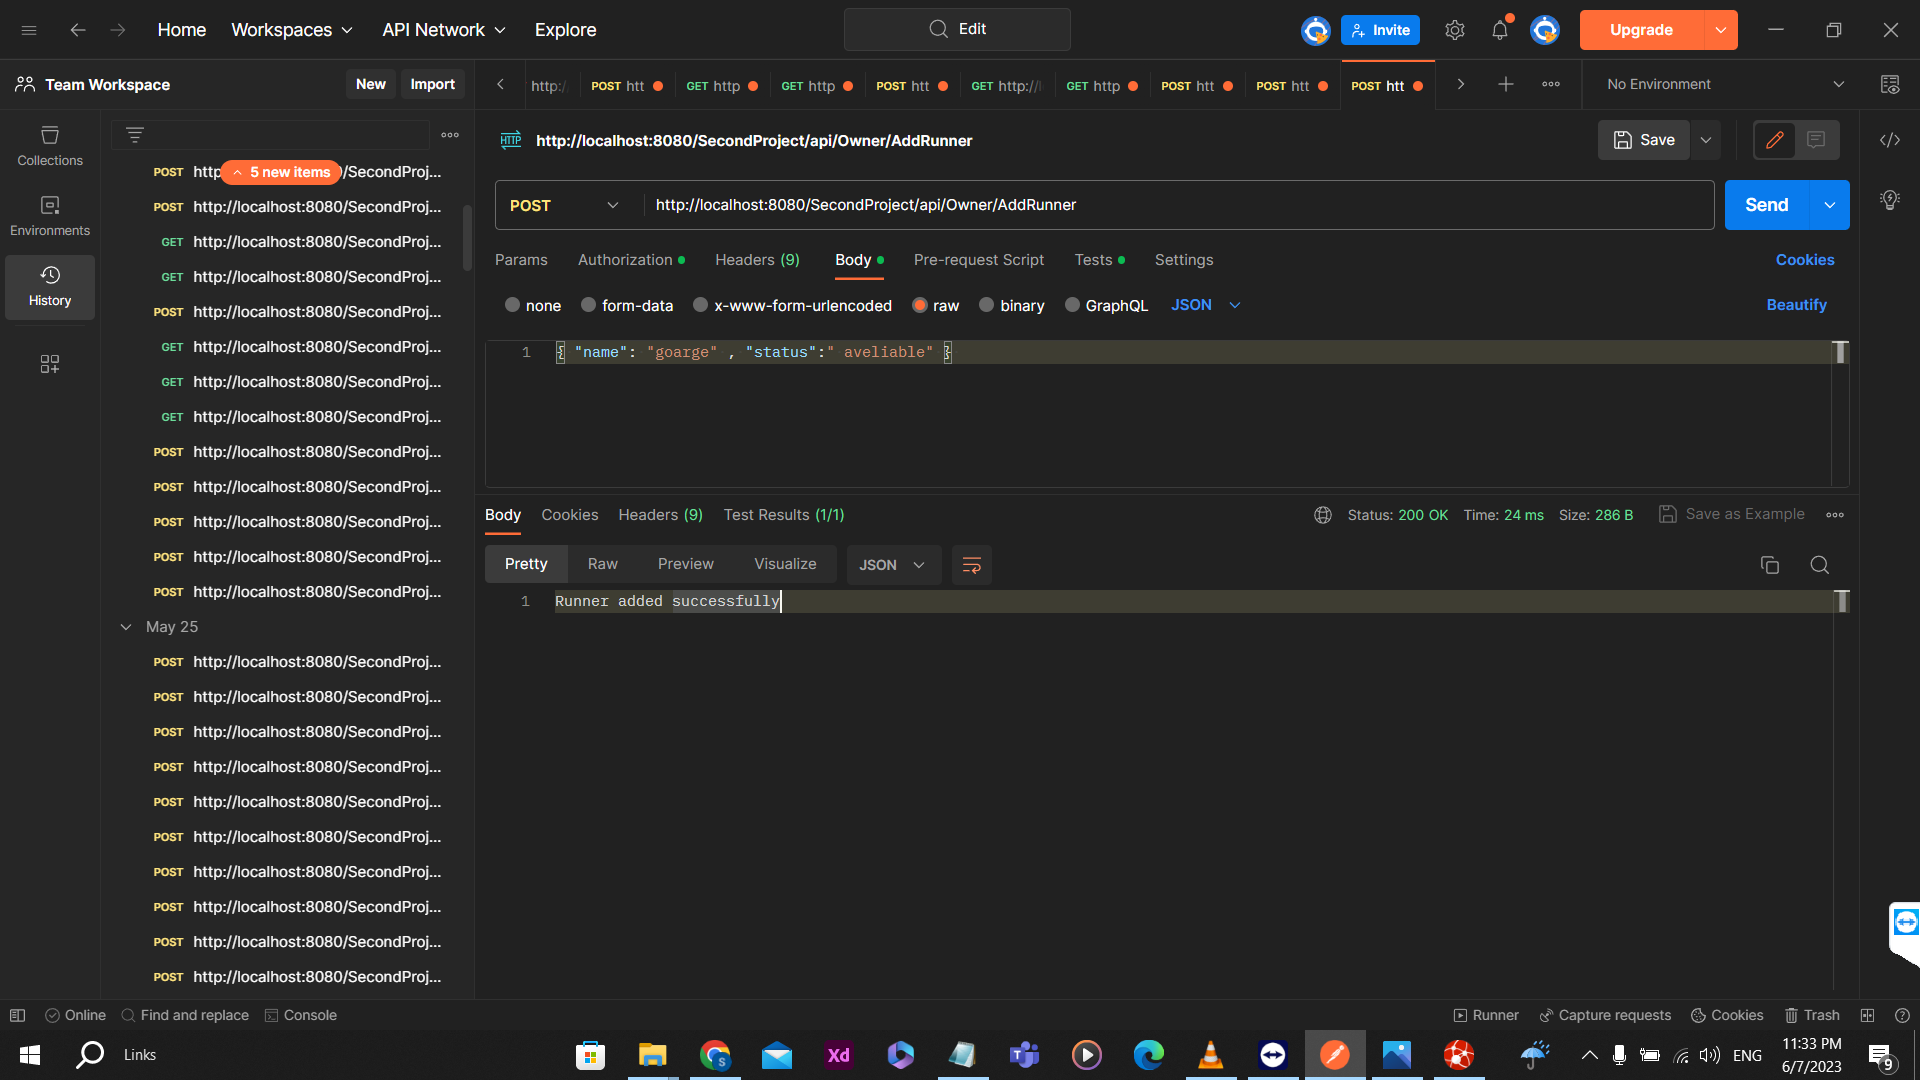 Home Workspaces API Network Explore Edit Invite Upgrade
Team Workspace New Import http:/ POST htt GET http GET http POST htt GET http:// GET http POST htt POST htt POST htt No Environment
Collections
Environments
History
POST http 5 new items )/SecondProj...
POST http://localhost:8080/SecondProj...
GET http://localhost:8080/SecondProj...
GET http://localhost:8080/SecondProj...
POST http://localhost:8080/SecondProj...
GET http://localhost:8080/SecondProj...
GET http://localhost:8080/SecondProj...
GET http://localhost:8080/SecondProj...
POST http://localhost:8080/SecondProj...
POST http://localhost:8080/SecondProj...
POST http://localhost:8080/SecondProj...
POST http://localhost:8080/SecondProj...
POST http://localhost:8080/SecondProj...
May 25
POST http://localhost:8080/SecondProj...
POST http://localhost:8080/SecondProj...
POST http://localhost:8080/SecondProj...
POST http://localhost:8080/SecondProj...
POST http://localhost:8080/SecondProj...
POST http://localhost:8080/SecondProj...
POST http://localhost:8080/SecondProj...
POST http://localhost:8080/SecondProj...
POST http://localhost:8080/SecondProj...
POST http://localhost:8080/SecondProj...
HTTP http://localhost:8080/SecondProject/api/Owner/AddRunner Save
POST http://localhost:8080/SecondProject/api/Owner/AddRunner Send
Params Authorization Headers (9) Body Pre-request Script Tests Settings Cookies
none form-data x-www-form-urlencoded raw binary GraphQL JSON Beautify
1 { "name": "goarge" , "status":" aveliable" }
Body Cookies Headers (9) Test Results (1/1) Status: 200 OK Time: 24 ms Size: 286 B Save as Example
Pretty Raw Preview Visualize JSON
1 Runner added successfully
Online Find and replace Console Runner Capture requests Cookies Trash
Links Xd S ENG 11:33 PM
6/7/2023 9